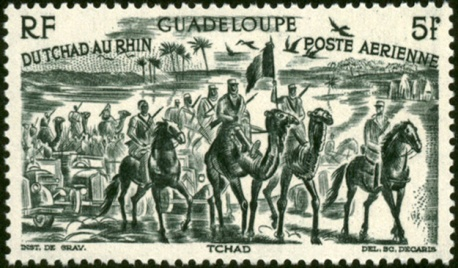 RF GUADELOUPE 5f
DU TCHAD AU RHIN POSTE AERIENNE
INST. DE GRAV. TCHAD DEL. SC. DECARIS